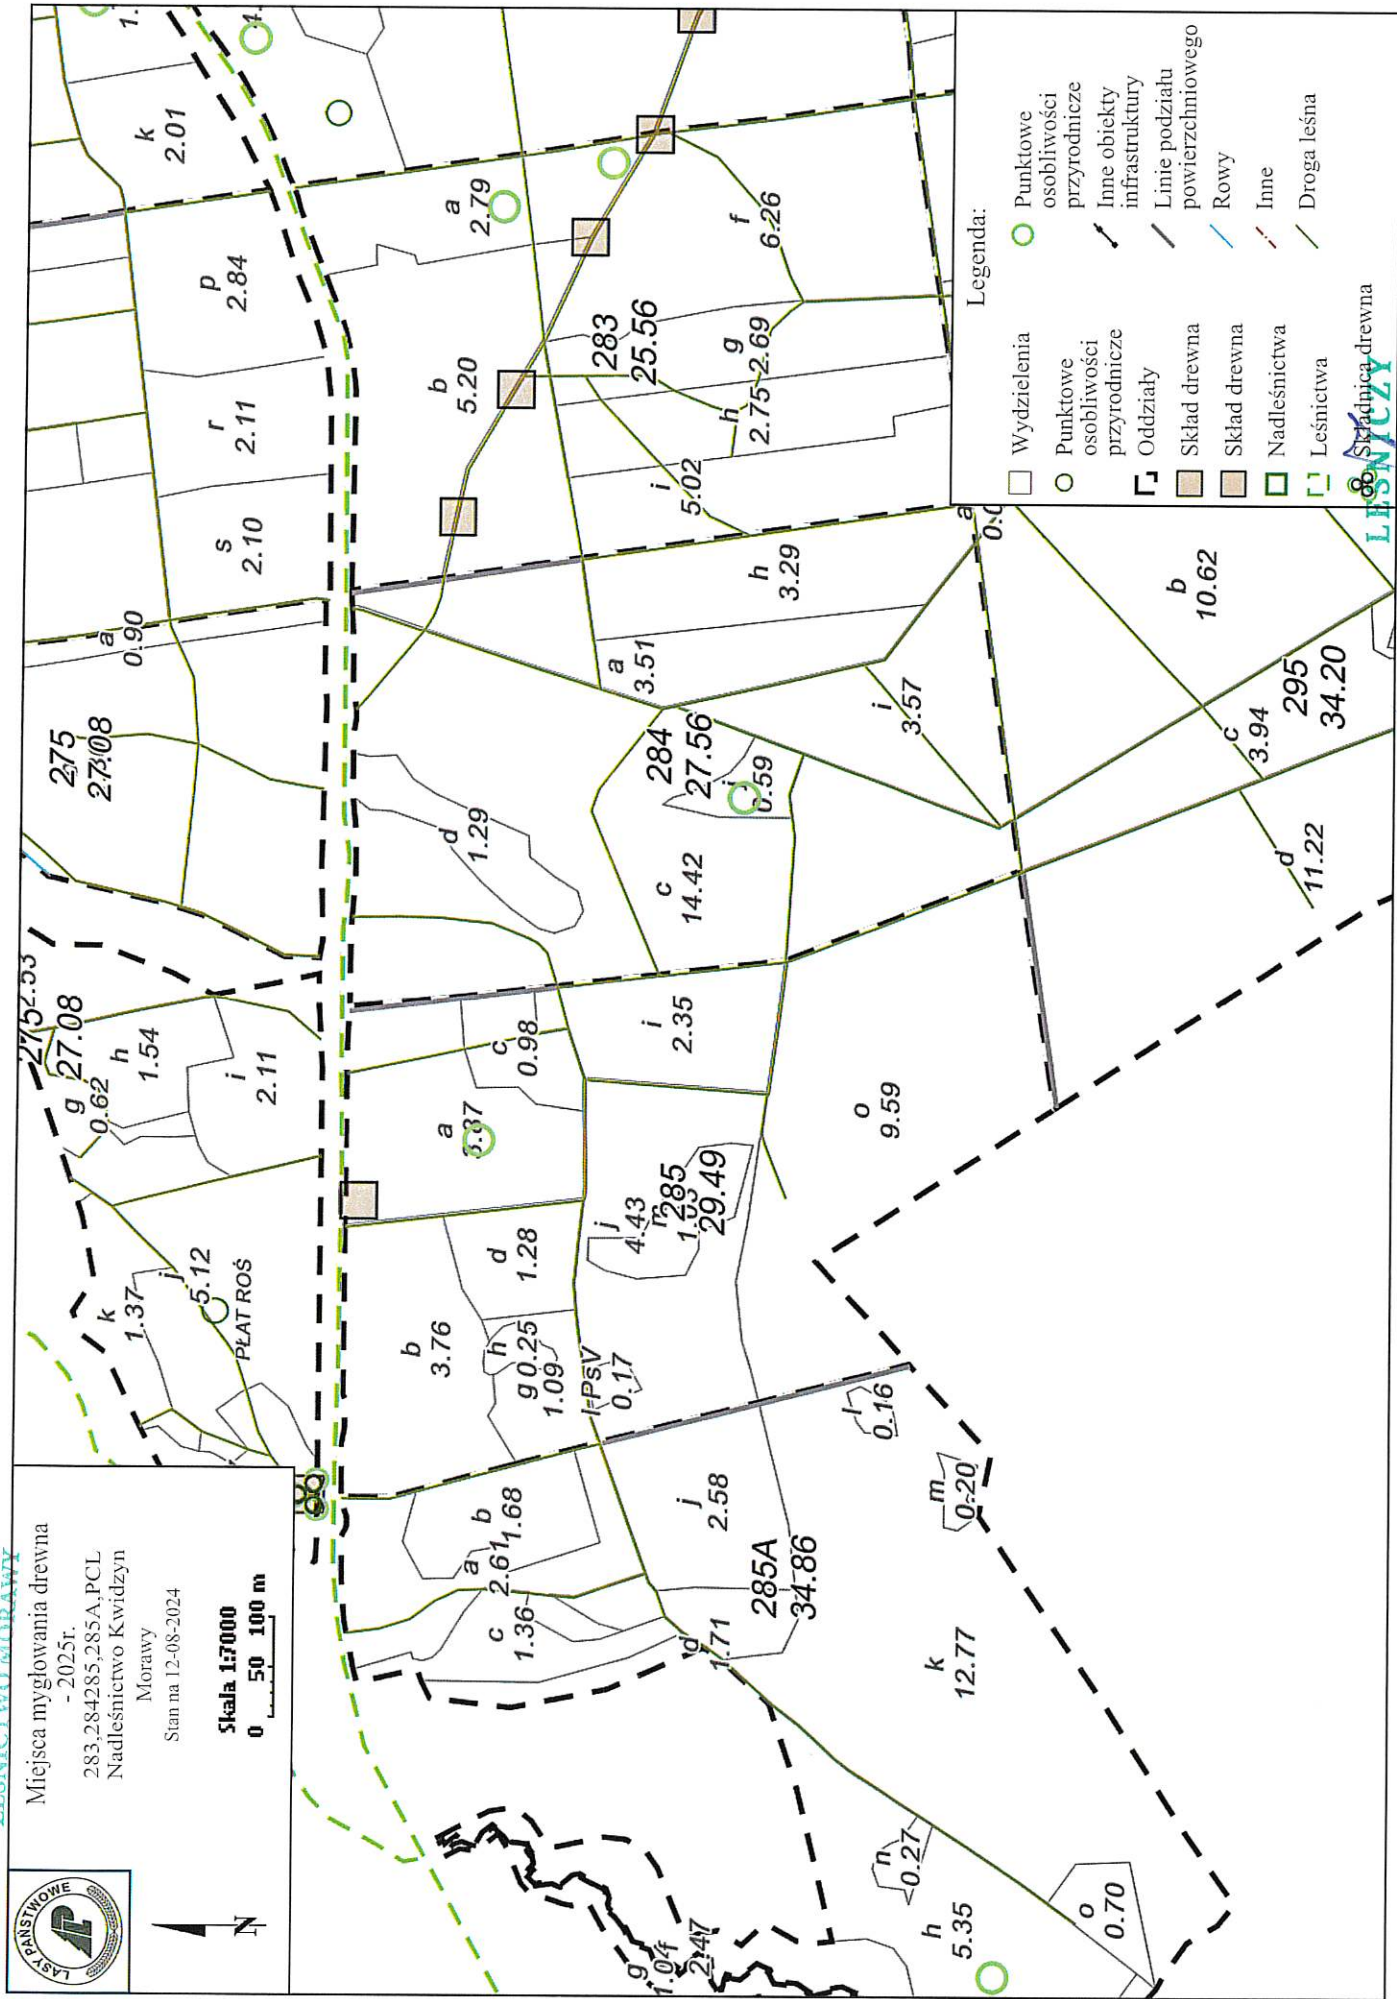 LEŚNICTWO MORAWY
Miejsca mygłowania drewna
- 2025r.
283,284285,285A,PCL
Nadleśnictwo Kwidzyn
Morawy
Stan na 12-08-2024
Skala 1:7000
0 50 100 m
LASY PAŃSTWOWE
N
k
2.01
p
2.84
r
2.11
s
2.10
a
0.90
275
27.08
27.08
h
1.54
g
0.62
i
2.11
k
1.37
j
5.12
PŁAT ROŚ
a
2.79
b
5.20
283
25.56
f
6.26
g
2.69
h
2.75
i
5.02
h
3.29
a
3.51
i
3.57
284
27.56
0.59
d
1.29
c
14.42
a
b
10.62
c
3.94
295
34.20
d
11.22
c
0.98
i
2.35
a
o
9.59
j
4.43
285
29.49
d
1.28
b
3.76
h
0.25
g
1.09
l-PsV
0.17
l
0.16
m
0.20
a
2.61
b
1.68
c
1.36
j
2.58
285A
34.86
d
1.71
k
12.77
n
0.27
h
5.35
o
0.70
g
1.04
f
2.47
Legenda:
Wydzielenia
Punktowe
osobliwości
przyrodnicze
Oddziały
Skład drewna
Skład drewna
Nadleśnictwa
Leśnictwa
Składnica drewna
Punktowe
osobliwości
przyrodnicze
Inne obiekty
infrastruktury
Linie podziału
powierzchniowego
Rowy
Inne
Droga leśna
LEŚNICZY